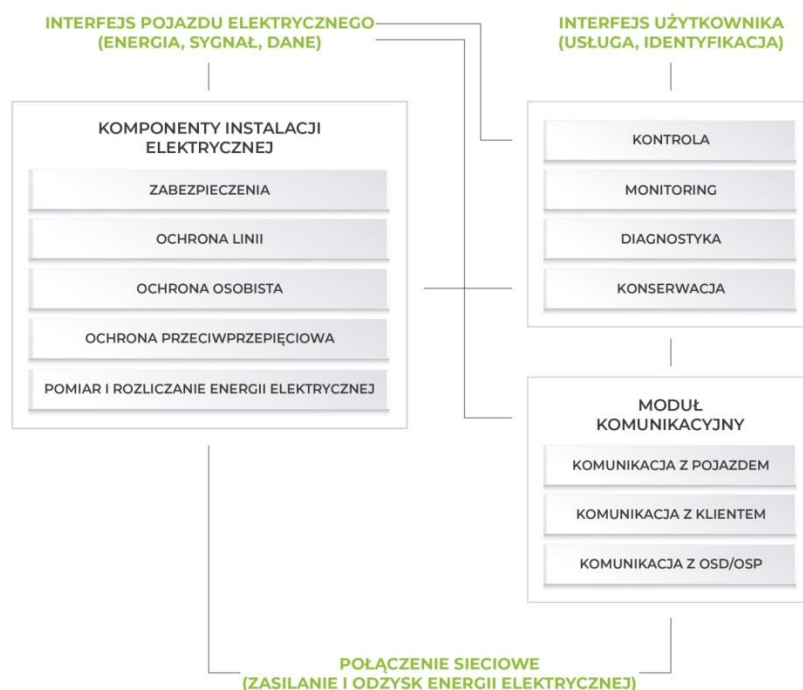 INTERFEJS POJAZDU ELEKTRYCZNEGO
(ENERGIA, SYGNAŁ, DANE)
INTERFEJS UŻYTKOWNIKA
(USŁUGA, IDENTYFIKACJA)
KOMPONENTY INSTALACJI
ELEKTRYCZNEJ
ZABEZPIECZENIA
OCHRONA LINII
OCHRONA OSOBISTA
OCHRONA PRZECIWPRZEPIĘCIOWA
POMIAR I ROZLICZANIE ENERGII ELEKTRYCZNEJ
KONTROLA
MONITORING
DIAGNOSTYKA
KONSERWACJA
MODUŁ
KOMUNIKACYJNY
KOMUNIKACJA Z POJAZDEM
KOMUNIKACJA Z KLIENTEM
KOMUNIKACJA Z OSD/OSP
POŁĄCZENIE SIECIOWE
(ZASILANIE I ODZYSK ENERGII ELEKTRYCZNEJ)